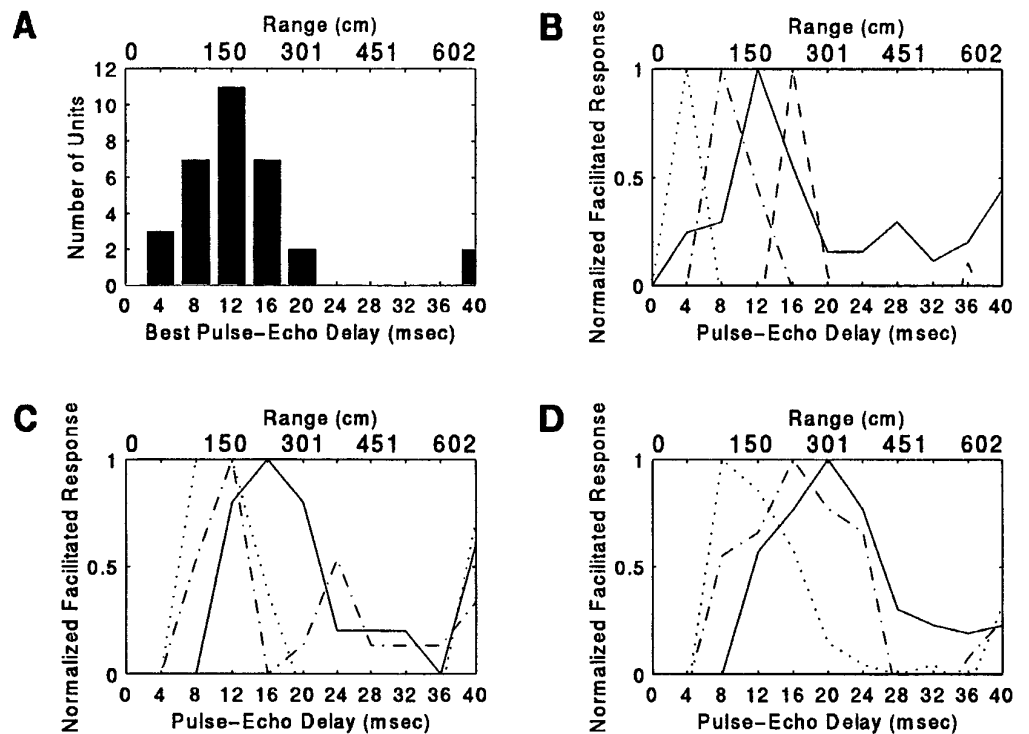 A
Range (cm)
0 150 301 451 602
12
10
8
6
4
2
0
Number of Units
0 4 8 12 16 20 24 28 32 36 40
Best Pulse-Echo Delay (msec)
B
Range (cm)
0 150 301 451 602
1
0.5
0
Normalized Facilitated Response
0 4 8 12 16 20 24 28 32 36 40
Pulse-Echo Delay (msec)
C
Range (cm)
0 150 301 451 602
1
0.5
0
Normalized Facilitated Response
0 4 8 12 16 20 24 28 32 36 40
Pulse-Echo Delay (msec)
D
Range (cm)
0 150 301 451 602
1
0.5
0
Normalized Facilitated Response
0 4 8 12 16 20 24 28 32 36 40
Pulse-Echo Delay (msec)